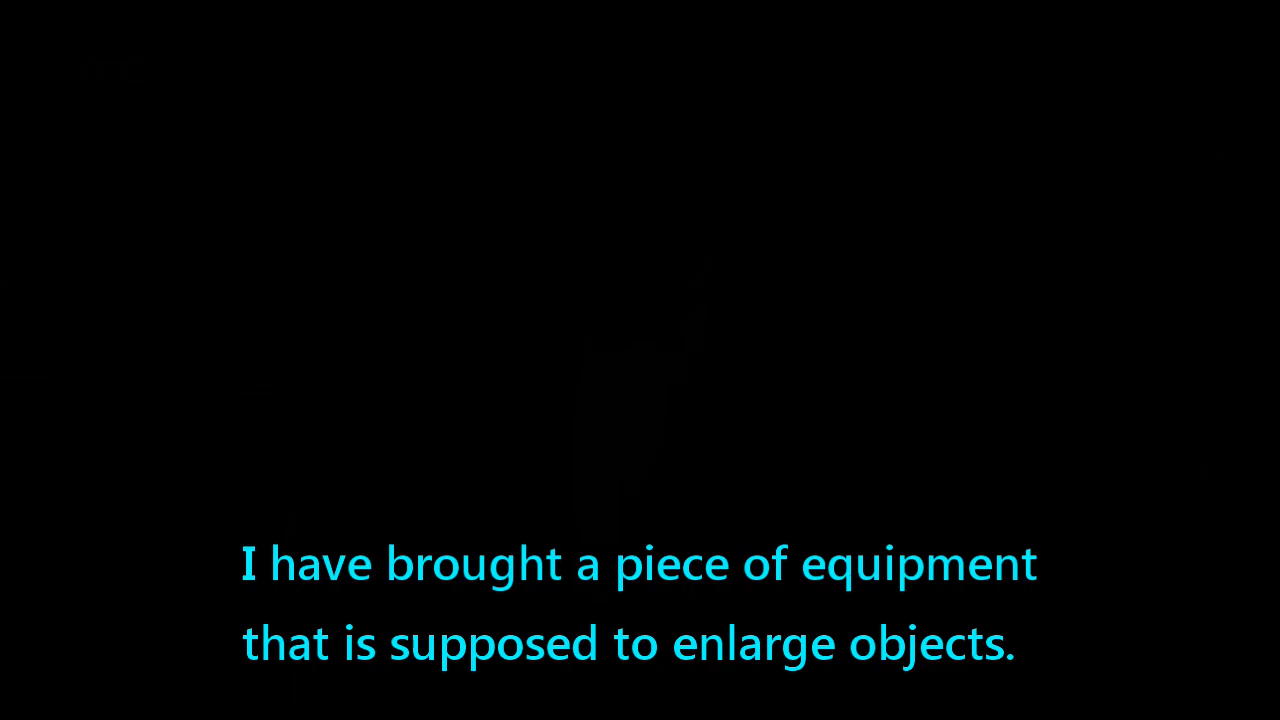 I have brought a piece of equipment
that is supposed to enlarge objects.